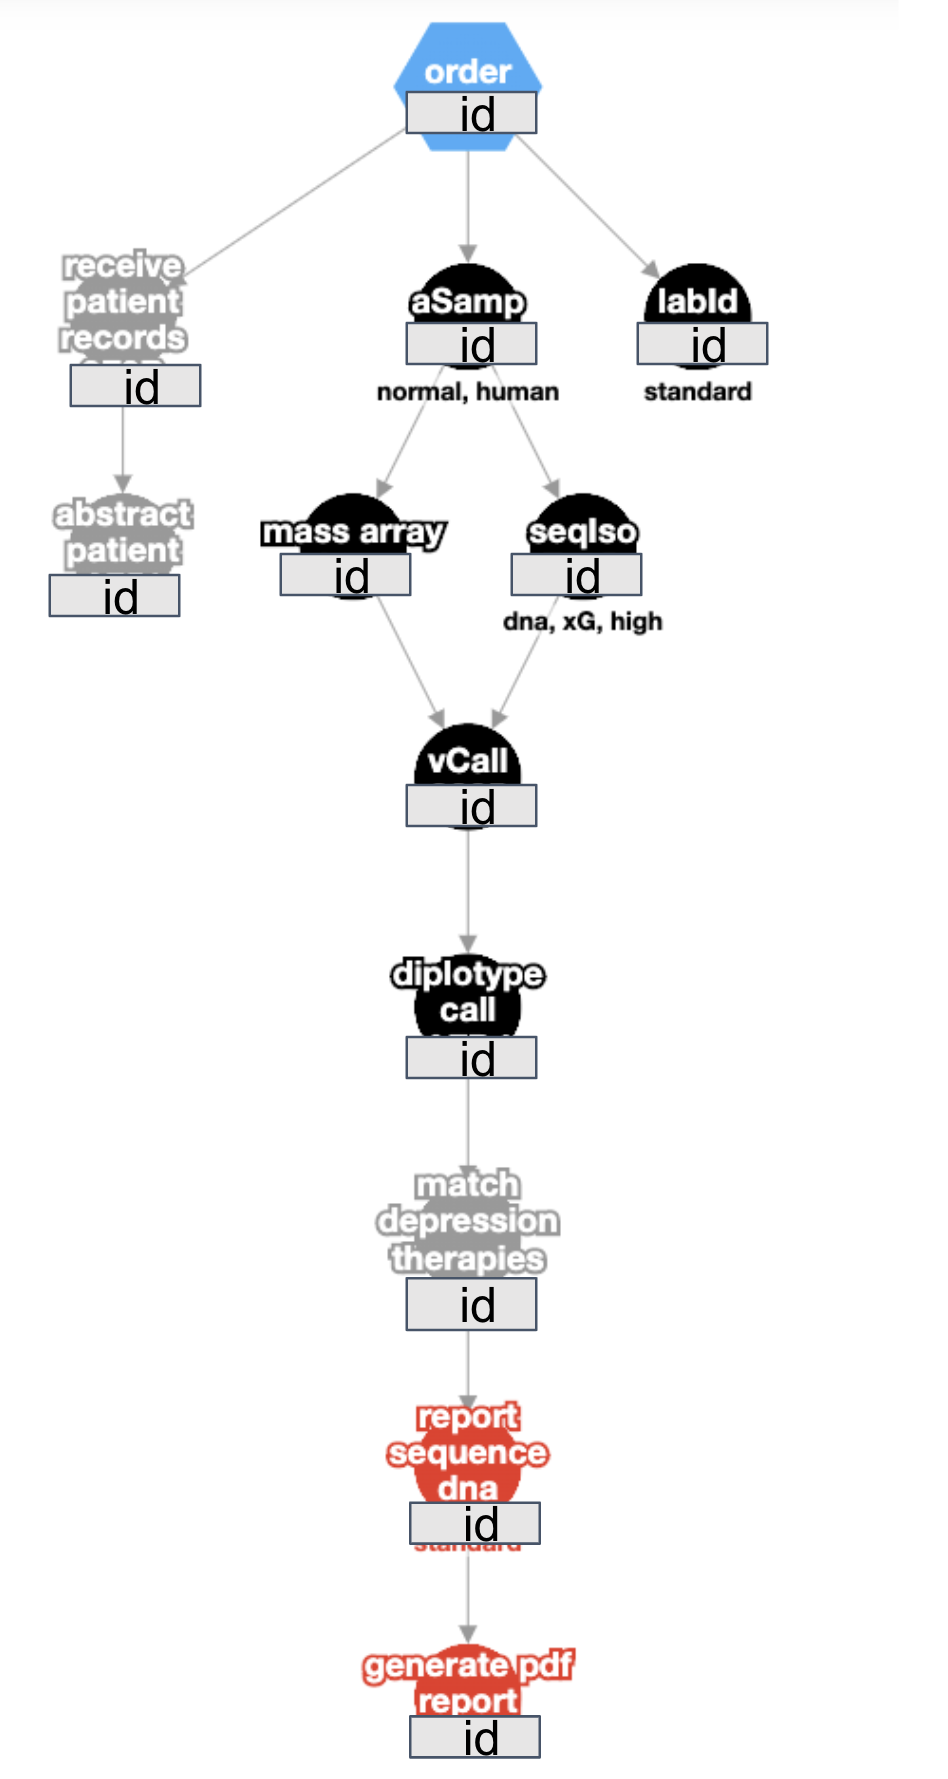 order
id
receive
patient
records
id
aSamp
id
normal, human
labId
id
standard
abstract
patient
id
mass array
id
seqIso
id
dna, xG, high
vCall
id
diplotype
call
id
match
depression
therapies
id
report
sequence
dna
id
standard
generate pdf
report
id